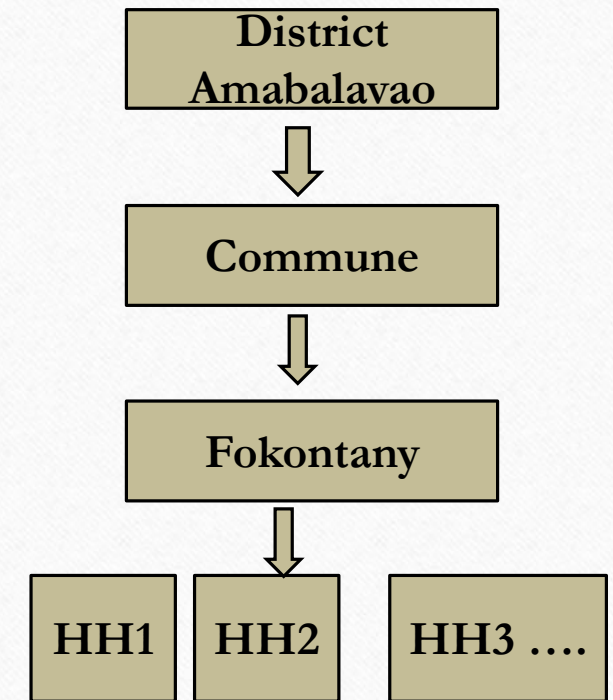 District
Amabalavao
Commune
Fokontany
HH1 HH2 HH3 ….